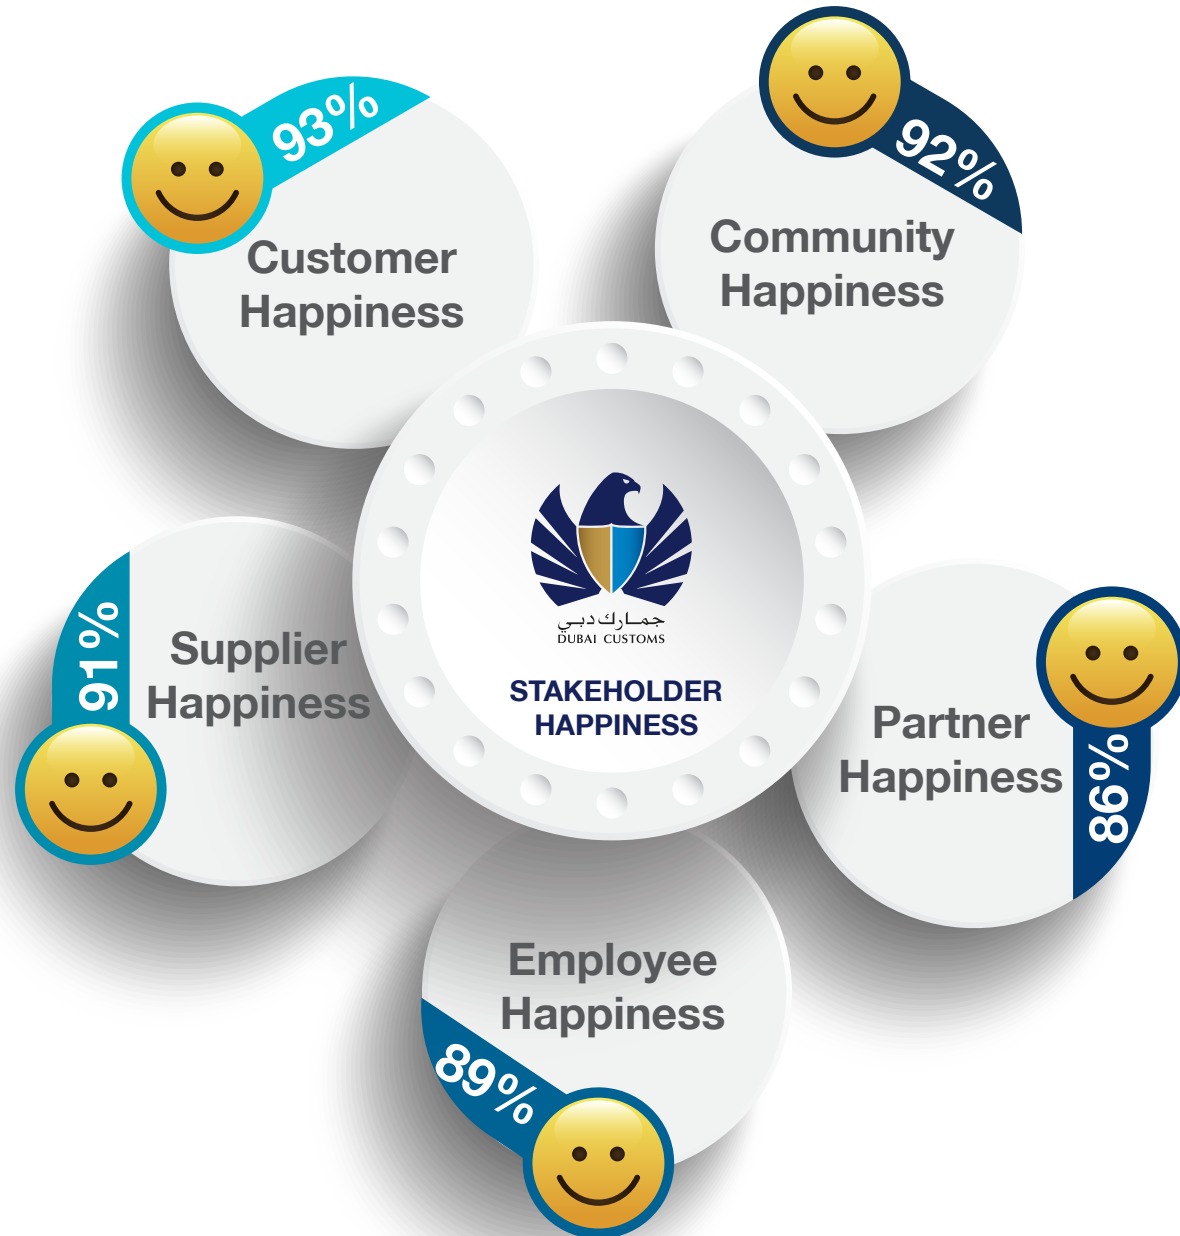 93%
Customer
Happiness
92%
Community
Happiness
91%
Supplier
Happiness
جمارك دبي
DUBAI CUSTOMS
STAKEHOLDER
HAPPINESS
Partner
Happiness
86%
Employee
Happiness
89%